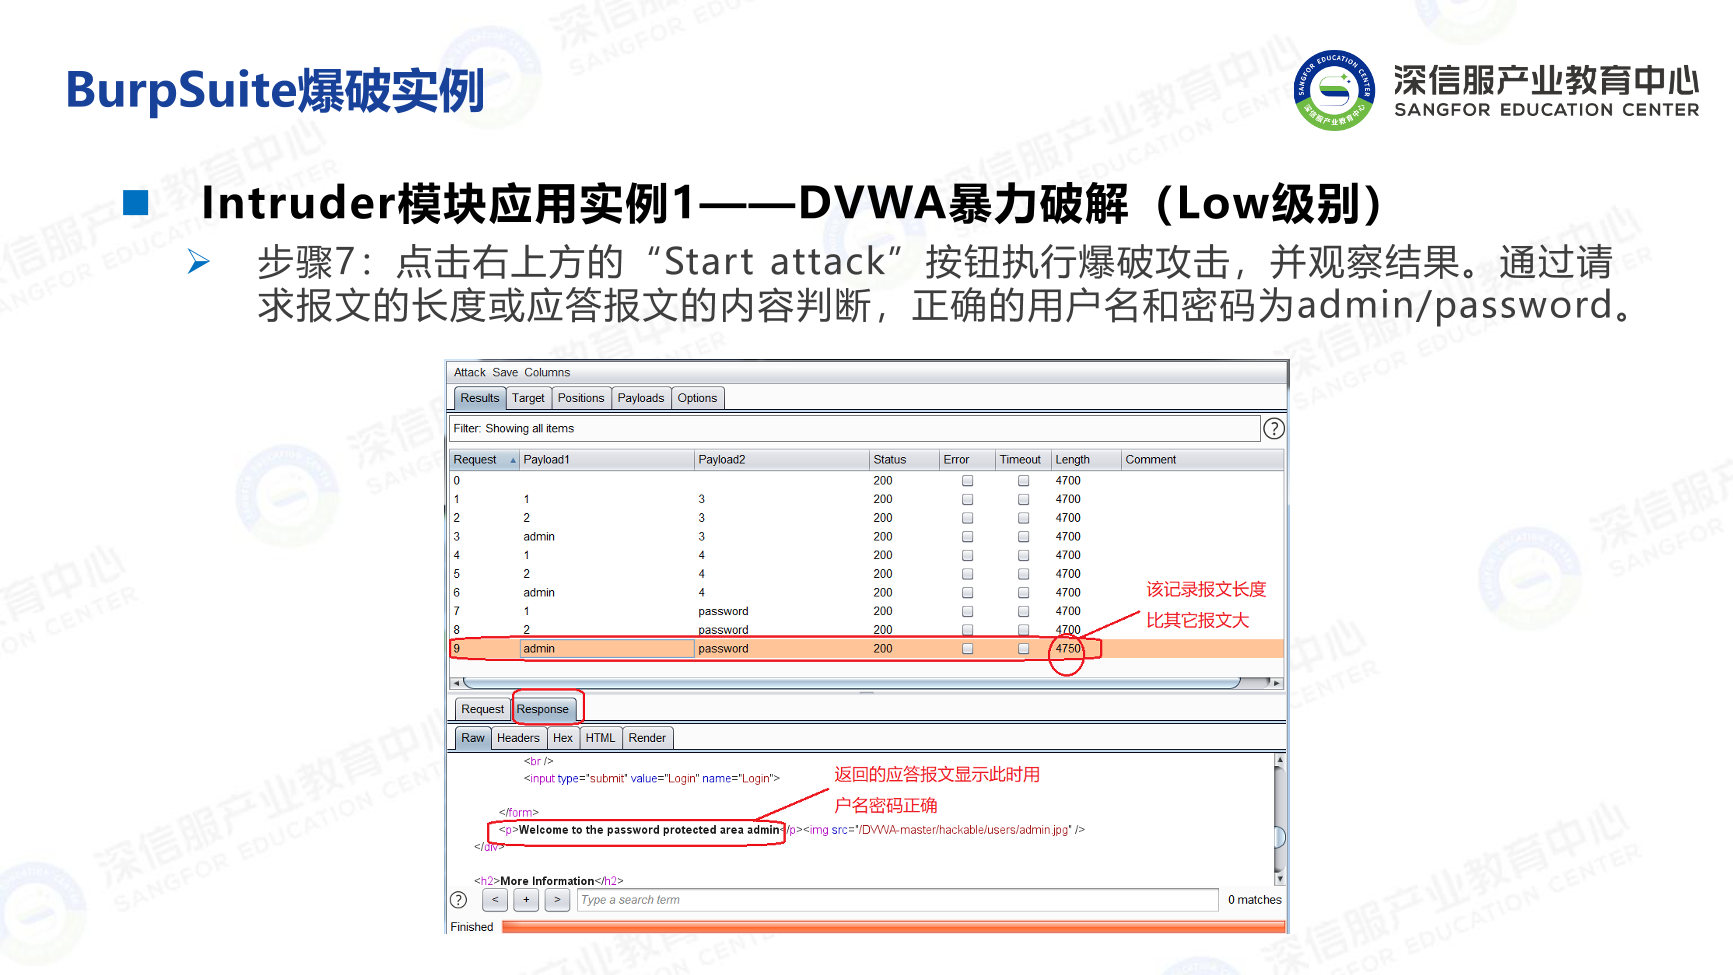 BurpSuite爆破实例
深信服产业教育中心
SANGFOR EDUCATION CENTER
Intruder模块应用实例1——DVWA暴力破解（Low级别）
步骤7：点击右上方的“Start attack”按钮执行爆破攻击，并观察结果。通过请
求报文的长度或应答报文的内容判断，正确的用户名和密码为admin/password。
Attack Save Columns
Results Target Positions Payloads Options
Filter: Showing all items
Request Payload1 Payload2 Status Error Timeout Length Comment
0 200 4700
1 1 3 200 4700
2 2 3 200 4700
3 admin 3 200 4700
4 1 4 200 4700
5 2 4 200 4700
6 admin 4 200 4700
7 1 password 200 4700
8 2 password 200 4700
9 admin password 200 4750
该记录报文长度
比其它报文大
Request Response
Raw Headers Hex HTML Render
<br />
<input type="submit" value="Login" name="Login">
返回的应答报文显示此时用
户名密码正确
</form>
<p>Welcome to the password protected area admin</p><img src="/DVWA-master/hackable/users/admin.jpg" />
</div>
<h2>More Information</h2>
? < + > Type a search term 0 matches
Finished